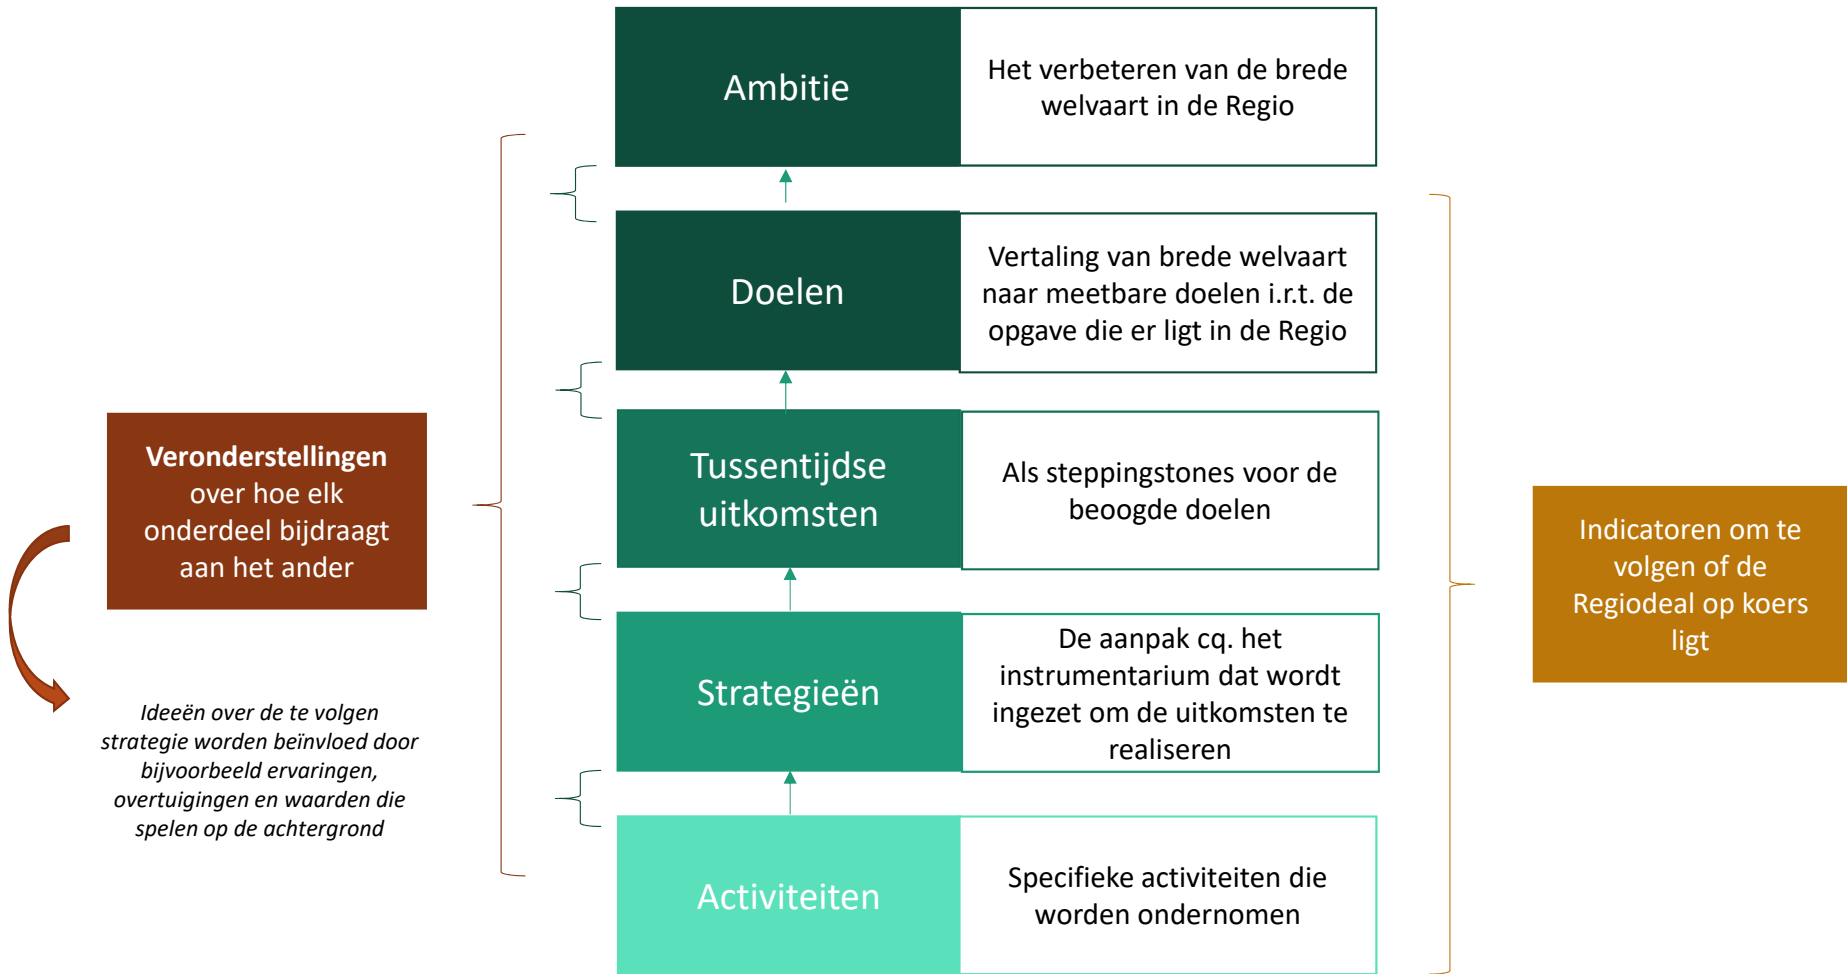 Ambitie
Het verbeteren van de brede
welvaart in de Regio
Doelen
Vertaling van brede welvaart
naar meetbare doelen i.r.t. de
opgave die er ligt in de Regio
Tussentijdse
uitkomsten
Als steppingstones voor de
beoogde doelen
Strategieën
De aanpak cq. het
instrumentarium dat wordt
ingezet om de uitkomsten te
realiseren
Activiteiten
Specifieke activiteiten die
worden ondernomen
Veronderstellingen
over hoe elk
onderdeel bijdraagt
aan het ander
Ideeën over de te volgen
strategie worden beïnvloed door
bijvoorbeeld ervaringen,
overtuigingen en waarden die
spelen op de achtergrond
Indicatoren om te
volgen of de
Regiodeal op koers
ligt